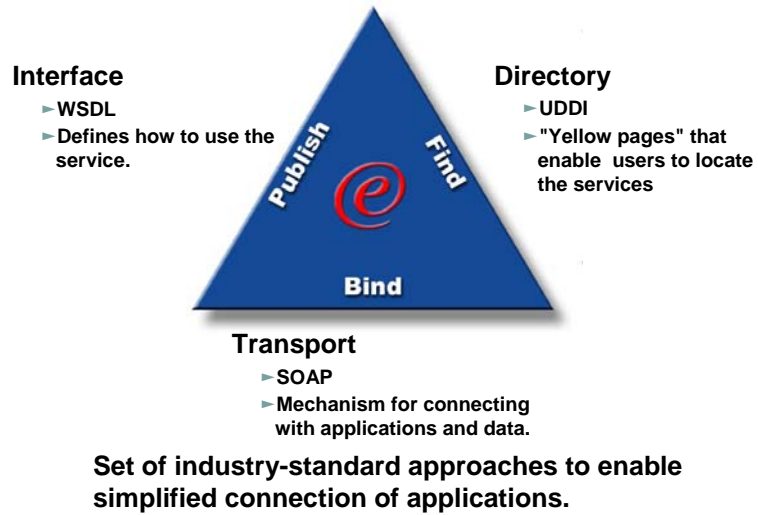 Interface
►WSDL
►Defines how to use the
service.
Directory
►UDDI
►"Yellow pages" that
enable users to locate
the services
Publish
Find
e
Bind
Transport
►SOAP
►Mechanism for connecting
with applications and data.
Set of industry-standard approaches to enable
simplified connection of applications.